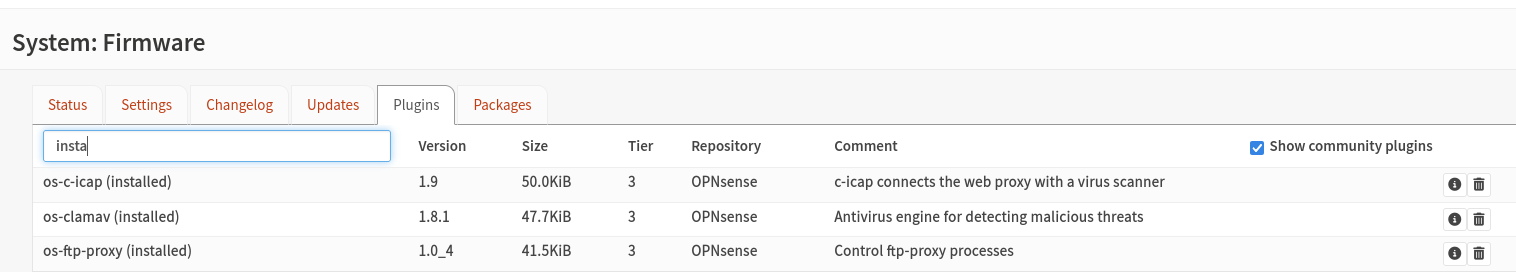 System: Firmware
Status Settings Changelog Updates Plugins Packages
insta Version Size Tier Repository Comment Show community plugins
os-c-icap (installed) 1.9 50.0KiB 3 OPNsense c-icap connects the web proxy with a virus scanner
os-clamav (installed) 1.8.1 47.7KiB 3 OPNsense Antivirus engine for detecting malicious threats
os-ftp-proxy (installed) 1.0_4 41.5KiB 3 OPNsense Control ftp-proxy processes